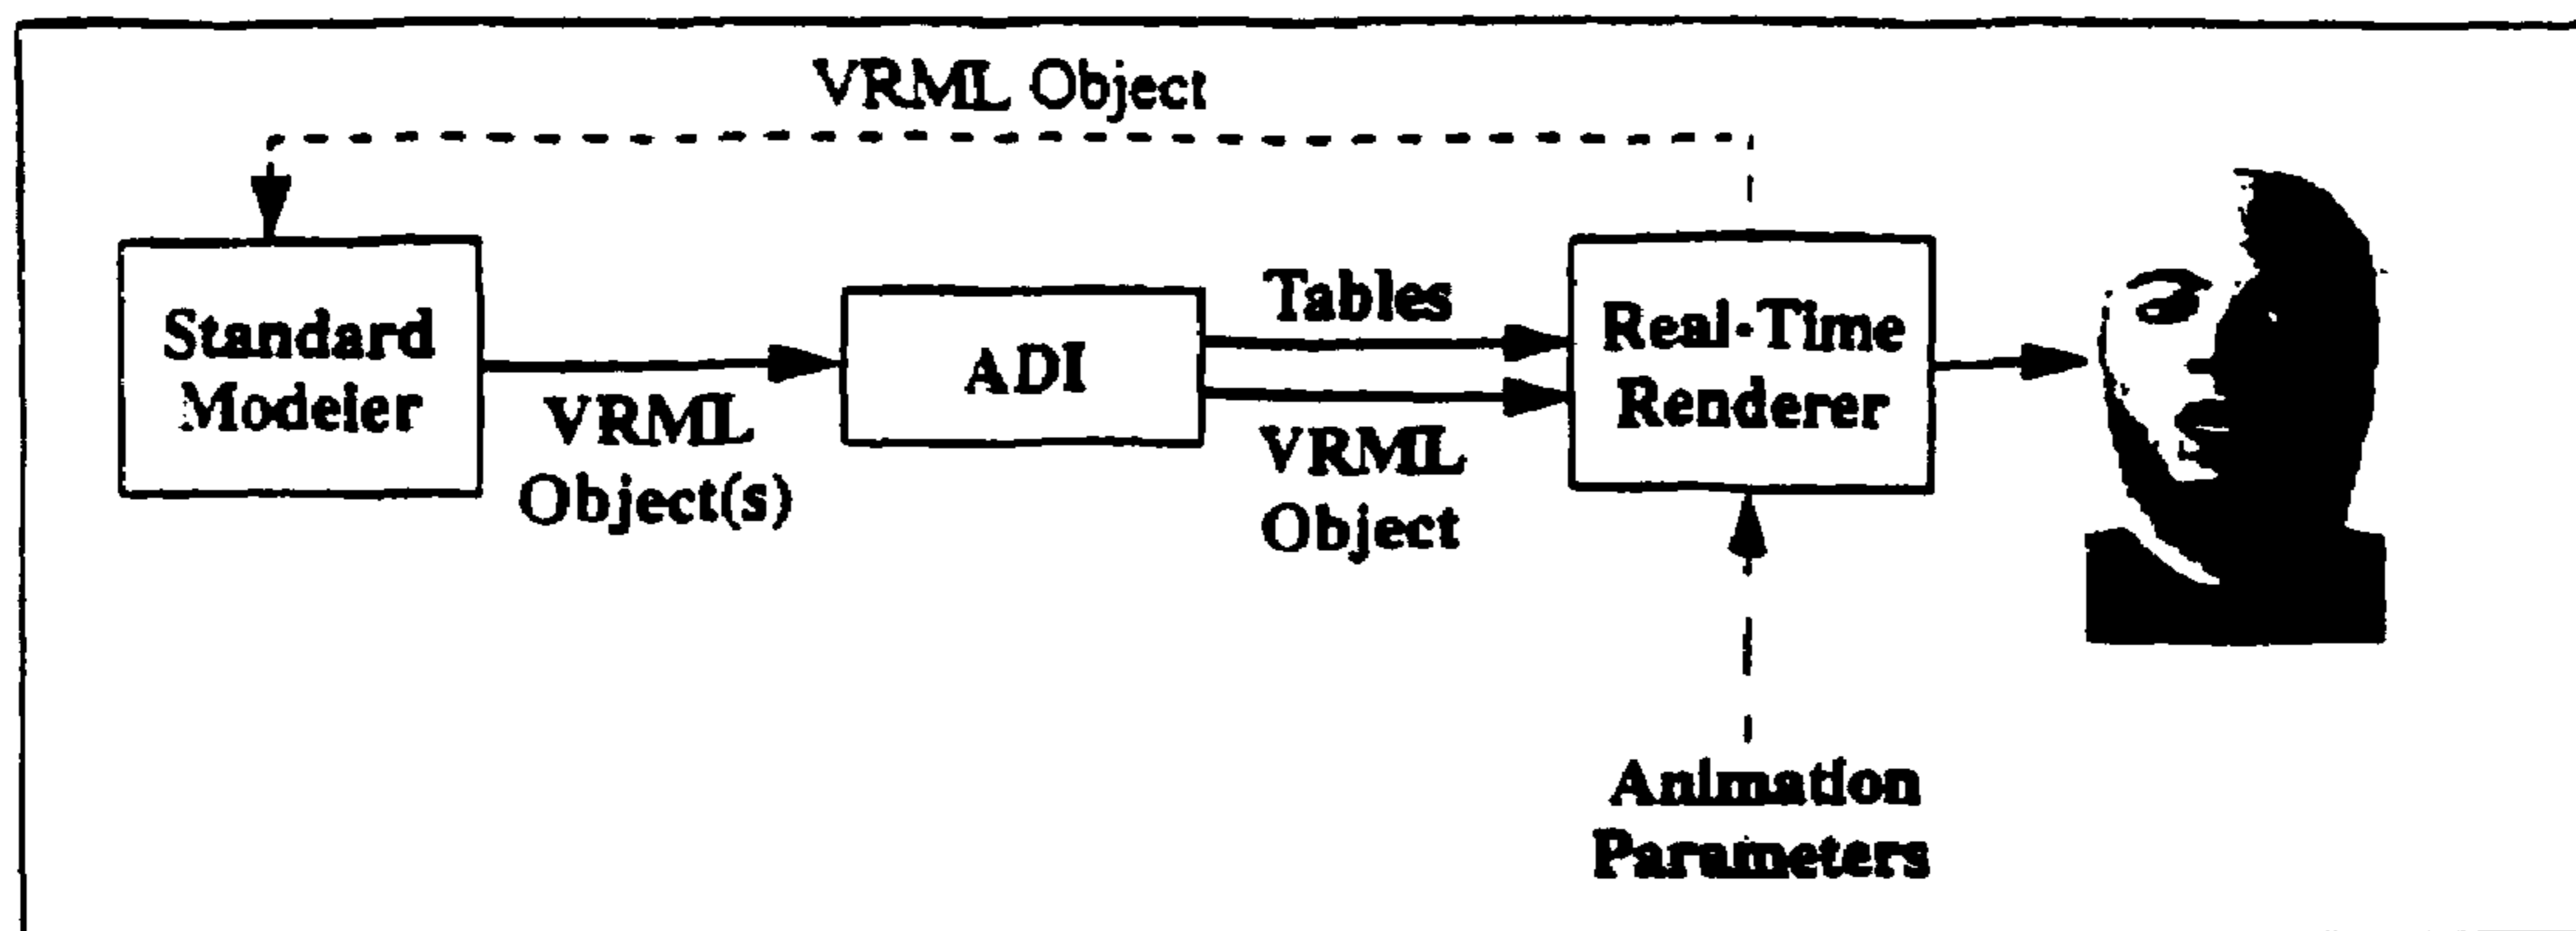 VRML Object
Standard
Modeler
VRML
Object(s)
ADI
Tables
VRML
Object
Real-Time
Renderer
Animation
Parameters